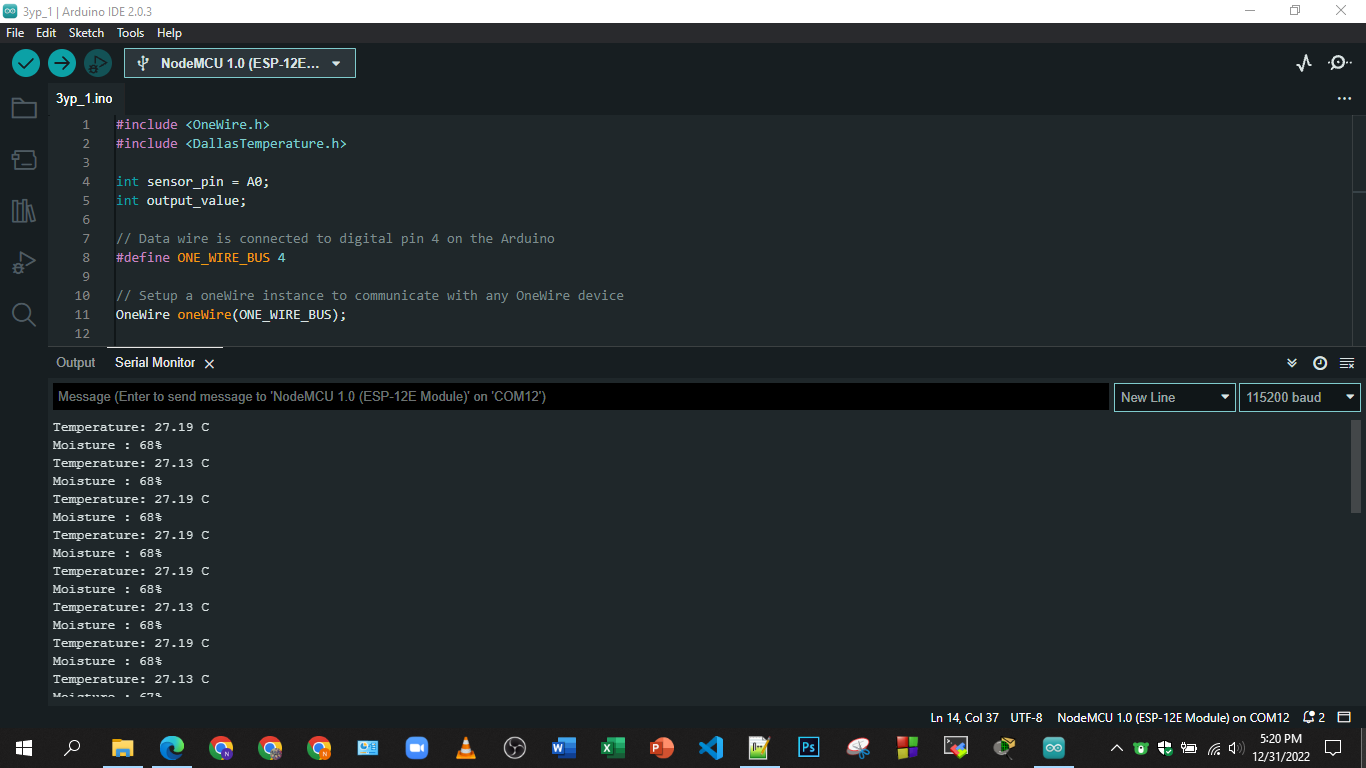 3yp_1 | Arduino IDE 2.0.3
File Edit Sketch Tools Help
NodeMCU 1.0 (ESP-12E...
3yp_1.ino
1 #include <OneWire.h>
2 #include <DallasTemperature.h>
3
4 int sensor_pin = A0;
5 int output_value;
6
7 // Data wire is connected to digital pin 4 on the Arduino
8 #define ONE_WIRE_BUS 4
9
10 // Setup a oneWire instance to communicate with any OneWire device
11 OneWire oneWire(ONE_WIRE_BUS);
12
Output Serial Monitor
Message (Enter to send message to 'NodeMCU 1.0 (ESP-12E Module)' on 'COM12') New Line 115200 baud
Temperature: 27.19 C
Moisture : 68%
Temperature: 27.13 C
Moisture : 68%
Temperature: 27.19 C
Moisture : 68%
Temperature: 27.19 C
Moisture : 68%
Temperature: 27.19 C
Moisture : 68%
Temperature: 27.13 C
Moisture : 68%
Temperature: 27.19 C
Moisture : 68%
Temperature: 27.13 C
Moisture : 67%
Ln 14, Col 37 UTF-8 NodeMCU 1.0 (ESP-12E Module) on COM12 2
5:20 PM
12/31/2022